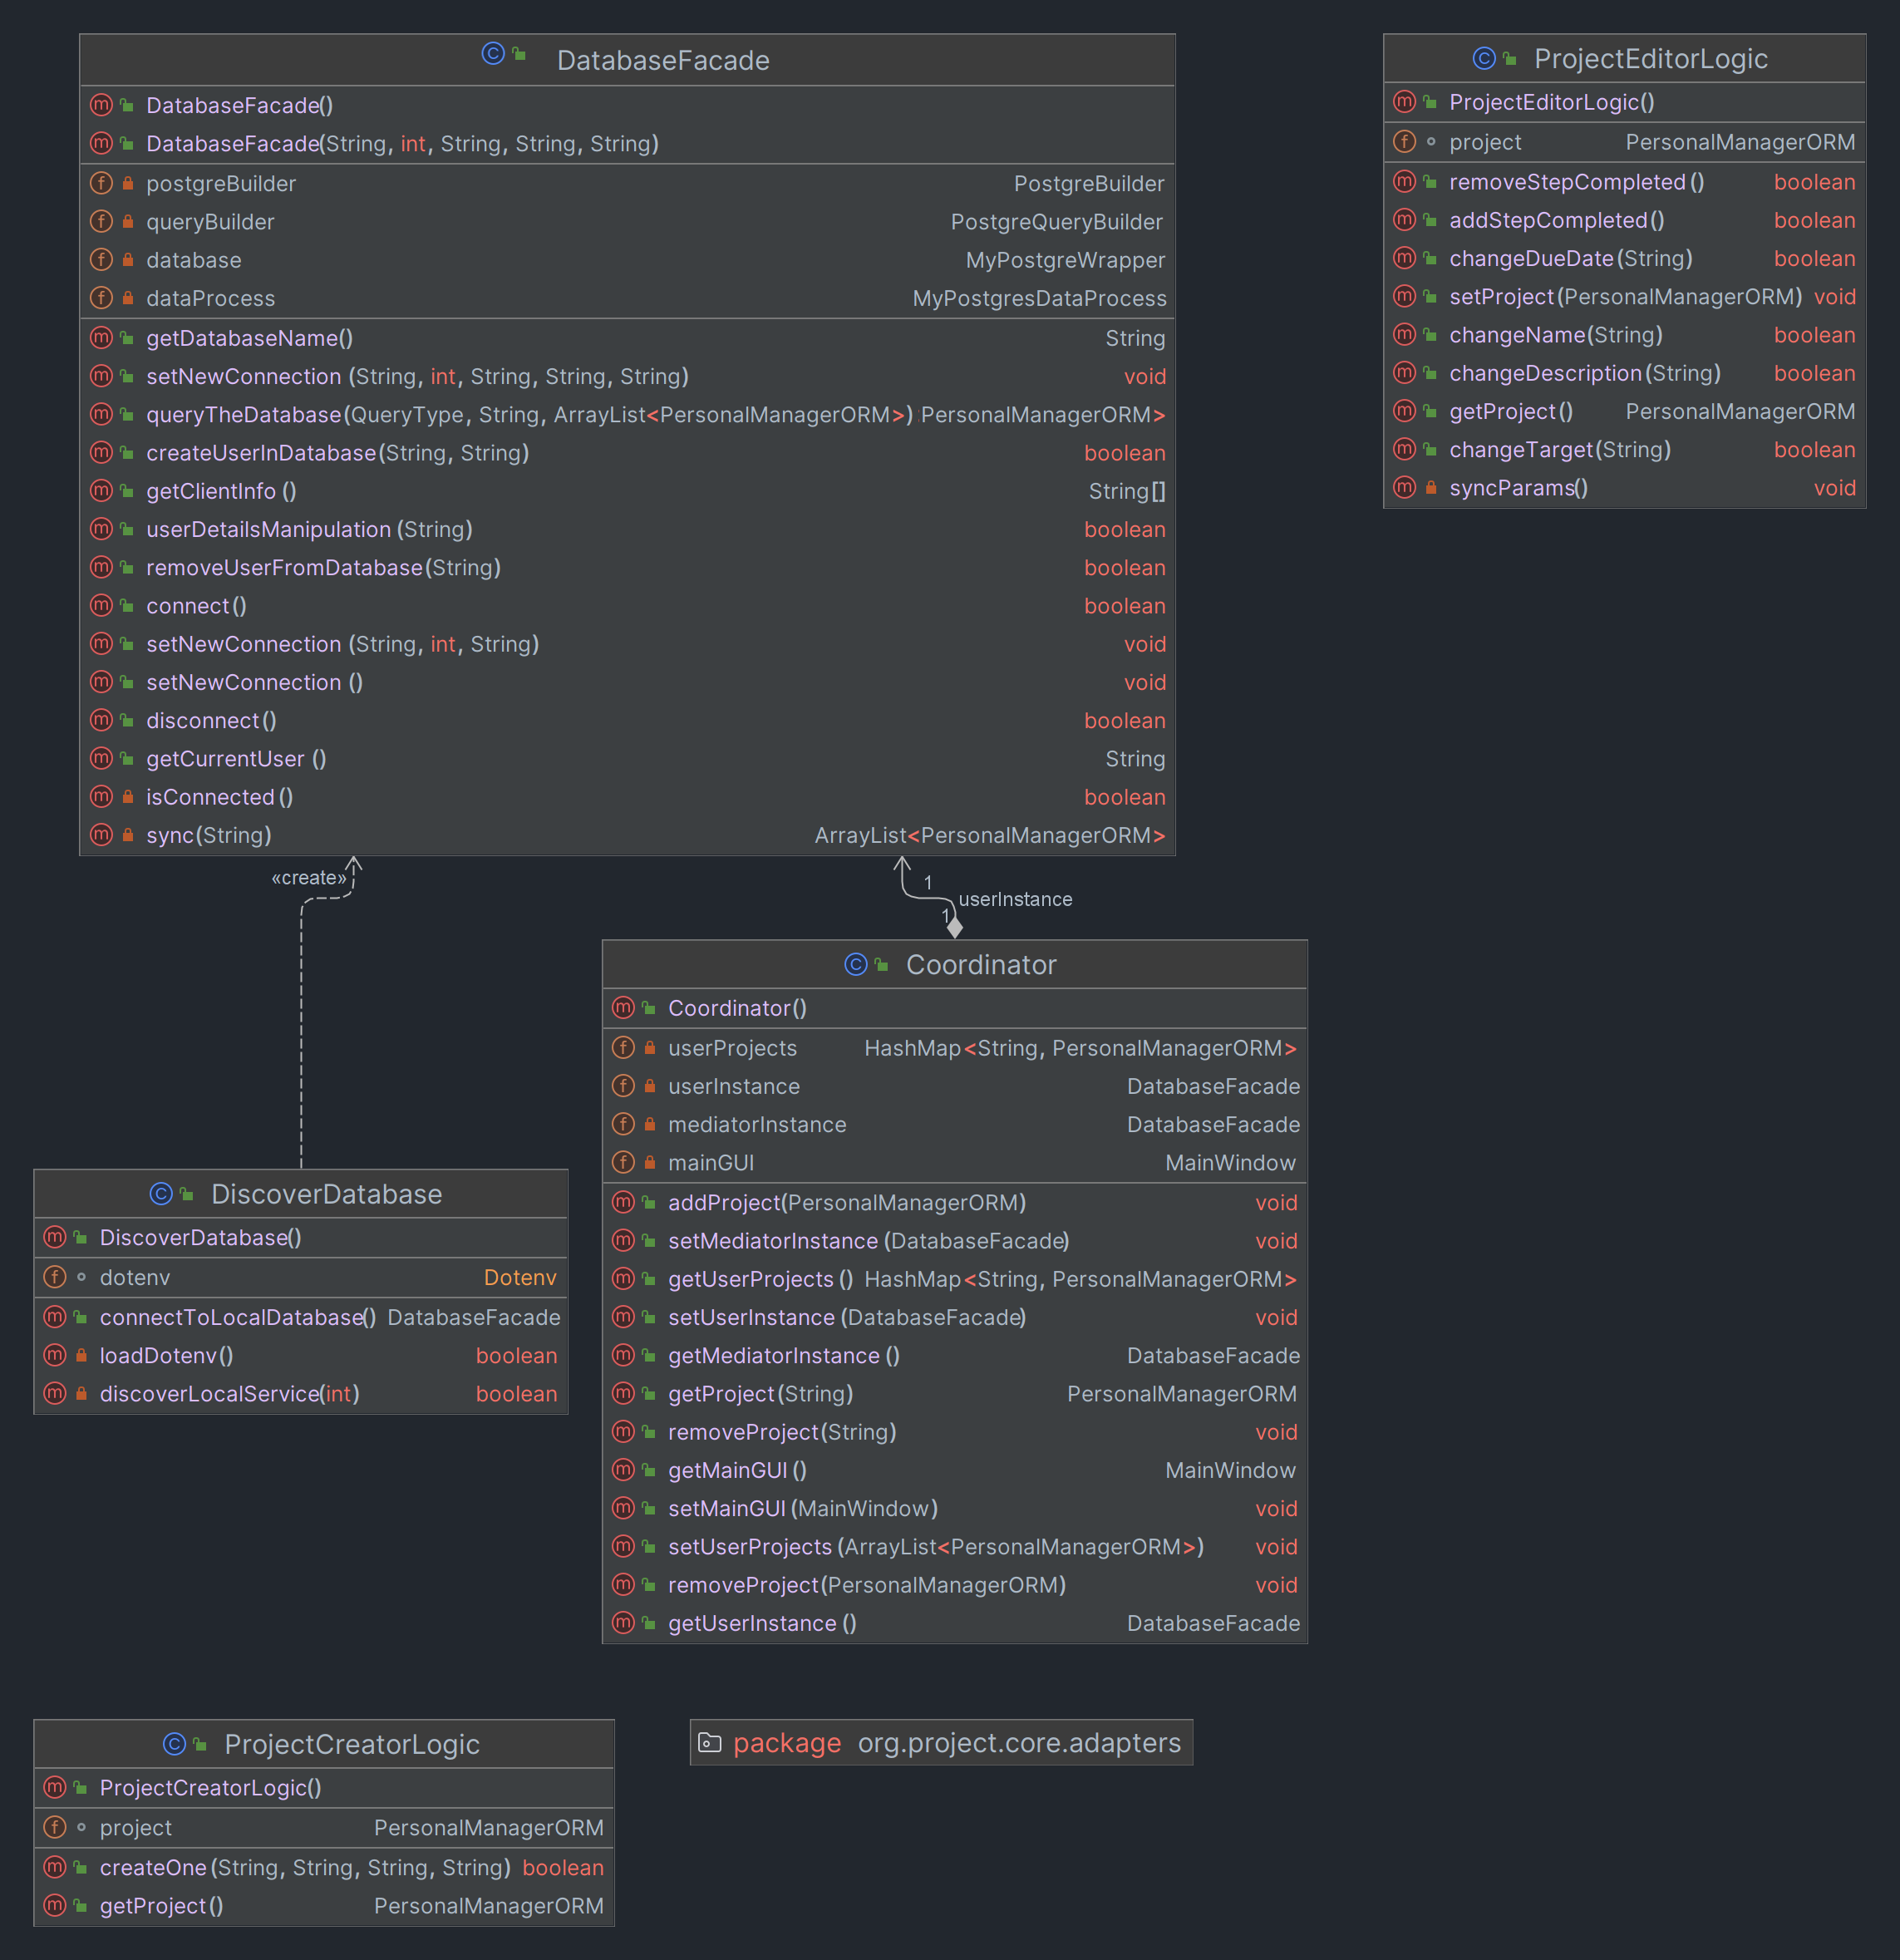 DatabaseFacade
DatabaseFacade()
DatabaseFacade(String, int, String, String, String)
postgreBuilder PostgreBuilder
queryBuilder PostgreQueryBuilder
database MyPostgreWrapper
dataProcess MyPostgresDataProcess
getDatabaseName() String
setNewConnection (String, int, String, String, String) void
queryTheDatabase(QueryType, String, ArrayList<PersonalManagerORM>) PersonalManagerORM>
createUserInDatabase(String, String) boolean
getClientInfo () String[]
userDetailsManipulation (String) boolean
removeUserFromDatabase(String) boolean
connect() boolean
setNewConnection (String, int, String) void
setNewConnection () void
disconnect() boolean
getCurrentUser () String
isConnected() boolean
sync(String) ArrayList<PersonalManagerORM>
ProjectEditorLogic
ProjectEditorLogic()
project PersonalManagerORM
removeStepCompleted() boolean
addStepCompleted() boolean
changeDueDate(String) boolean
setProject(PersonalManagerORM) void
changeName(String) boolean
changeDescription(String) boolean
getProject() PersonalManagerORM
changeTarget(String) boolean
syncParams() void
«create»
1
userInstance
1
Coordinator
Coordinator()
userProjects HashMap<String, PersonalManagerORM>
userInstance DatabaseFacade
mediatorInstance DatabaseFacade
mainGUI MainWindow
addProject(PersonalManagerORM) void
setMediatorInstance (DatabaseFacade) void
getUserProjects () HashMap<String, PersonalManagerORM>
setUserInstance (DatabaseFacade) void
getMediatorInstance () DatabaseFacade
getProject(String) PersonalManagerORM
removeProject(String) void
getMainGUI () MainWindow
setMainGUI (MainWindow) void
setUserProjects (ArrayList<PersonalManagerORM>) void
removeProject(PersonalManagerORM) void
getUserInstance () DatabaseFacade
DiscoverDatabase
DiscoverDatabase()
dotenv Dotenv
connectToLocalDatabase() DatabaseFacade
loadDotenv() boolean
discoverLocalService(int) boolean
ProjectCreatorLogic
ProjectCreatorLogic()
project PersonalManagerORM
createOne(String, String, String, String) boolean
getProject() PersonalManagerORM
package org.project.core.adapters